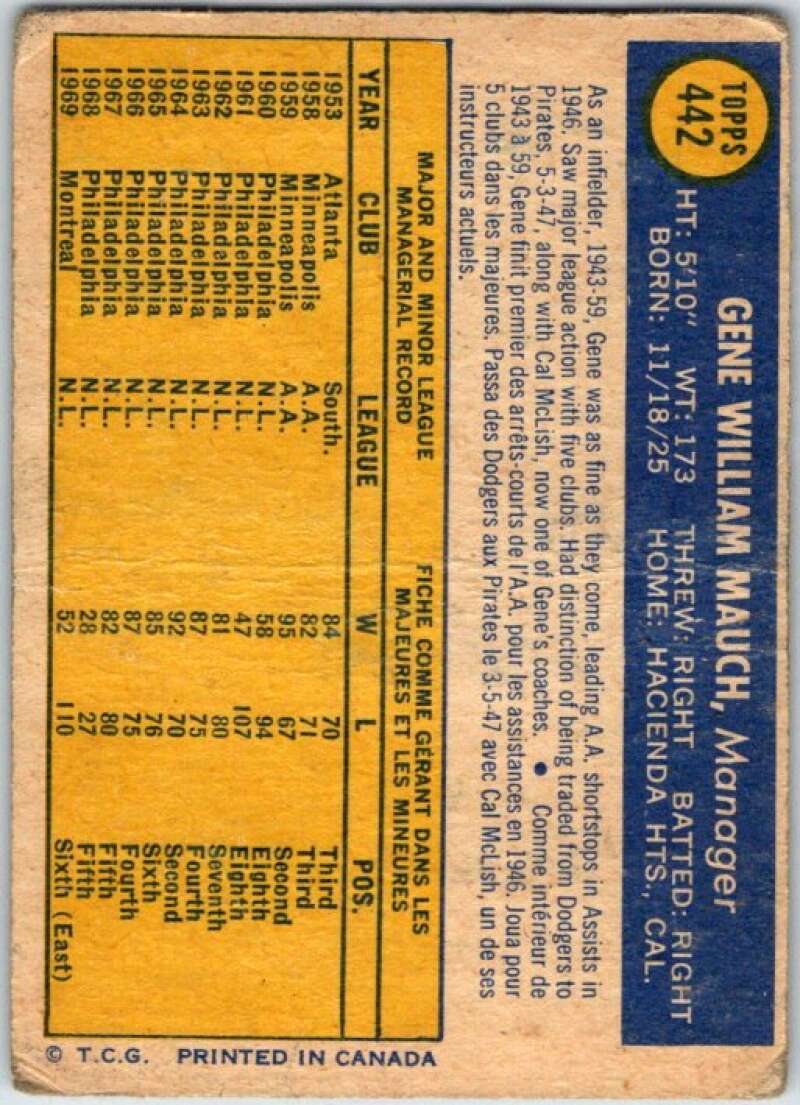 TOPPS
442
GENE WILLIAM MAUCH, Manager
HT: 5'10" WT: 173 THREW: RIGHT BATTED: RIGHT
BORN: 11/18/25 HOME: HACIENDA HTS., CAL.
As an infielder, 1943-59, Gene was as fine as they come, leading A.A. shortstops in Assists in
1946. Saw major league action with five clubs. Had distinction of being traded from Dodgers to
Pirates, 5-3-47, along with Cal McLish, now one of Gene's coaches. ● Comme intérieur de
1943 à 59, Gene finit premier des arrêts-courts de l'A.A. pour les assistances en 1946. Joua pour
5 clubs dans les majeures. Passa des Dodgers aux Pirates le 3-5-47 avec Cal McLish, un de ses
instructeurs actuels.
MAJOR AND MINOR LEAGUE MANAGERIAL RECORD
FICHE COMME GÉRANT DANS LES MAJEURES ET LES MINEURES
YEAR CLUB LEAGUE W L POS.
1953 Atlanta South. 84 70 Third
1958 Minneapolis A.A. 82 71 Third
1959 Minneapolis A.A. 95 67 Second
1960 Philadelphia N.L. 58 94 Eighth
1961 Philadelphia N.L. 47 107 Eighth
1962 Philadelphia N.L. 81 80 Seventh
1963 Philadelphia N.L. 87 75 Fourth
1964 Philadelphia N.L. 92 70 Second
1965 Philadelphia N.L. 85 76 Sixth
1966 Philadelphia N.L. 87 75 Fourth
1967 Philadelphia N.L. 82 80 Fifth
1968 Philadelphia N.L. 28 27 Fifth
1969 Montreal N.L. 52 110 Sixth (East)
© T.C.G. PRINTED IN CANADA